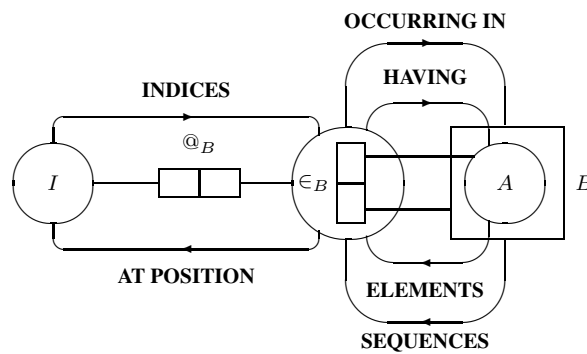 OCCURRING IN
HAVING
INDICES
@B
I
∈B
A
B
AT POSITION
ELEMENTS
SEQUENCES